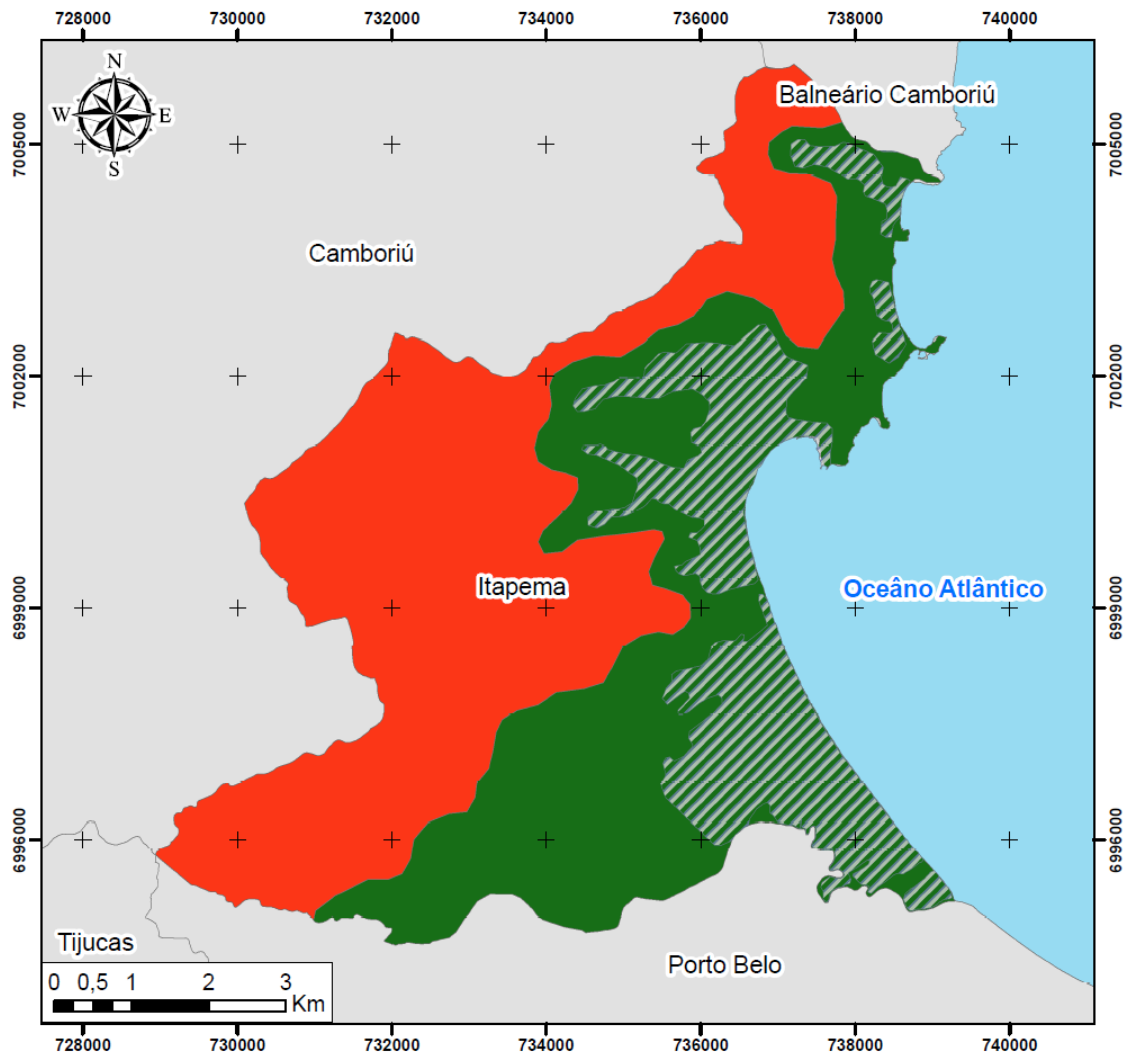 728000 730000 732000 734000 736000 738000 740000
N
W E
S
Balneário Camboriú
7005000 7005000
Camboriú
7002000 7002000
Itapema
Oceâno Atlântico
6999000 6999000
6996000 6996000
Tijucas
Porto Belo
0 0,5 1 2 3
Km
728000 730000 732000 734000 736000 738000 740000